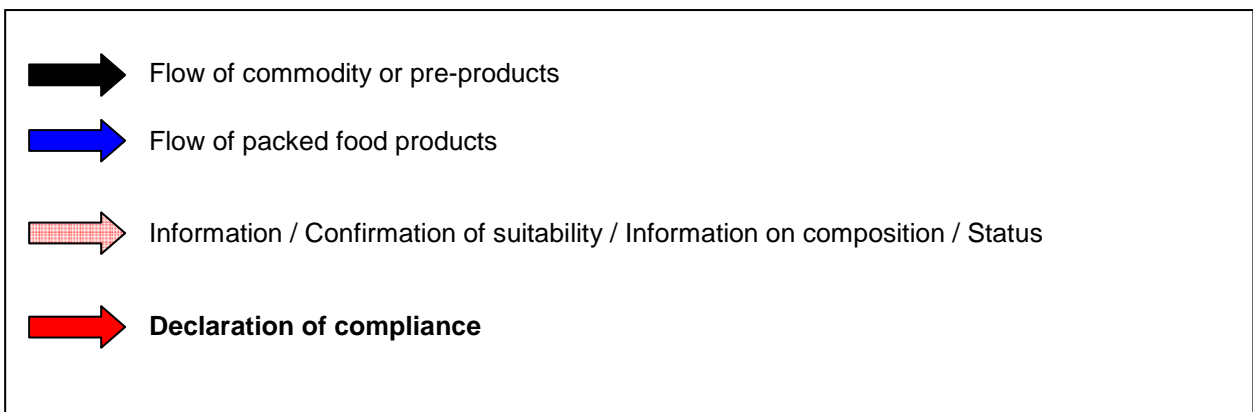 Flow of commodity or pre-products
Flow of packed food products
Information / Confirmation of suitability / Information on composition / Status
Declaration of compliance